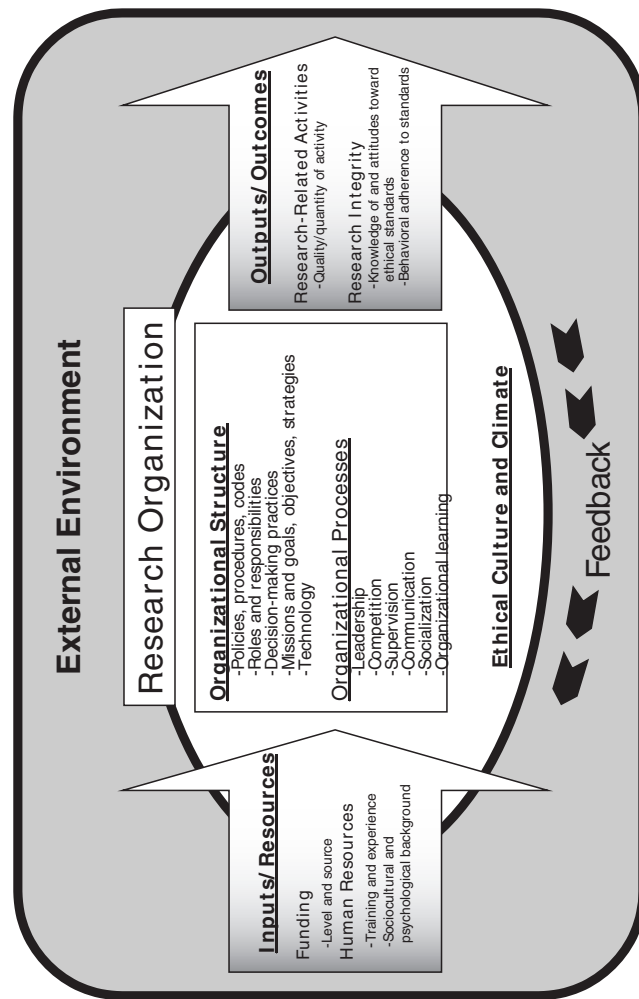 External Environment
Research Organization
Inputs/Resources
Funding
-Level and source
Human Resources
-Training and experience
-Sociocultural and
psychological background
Organizational Structure
-Policies, procedures, codes
-Roles and responsibilities
-Decision-making practices
-Missions and goals, objectives, strategies
-Technology
Organizational Processes
-Leadership
-Competition
-Supervision
-Communication
-Socialization
-Organizational learning
Ethical Culture and Climate
Outputs/Outcomes
Research-Related Activities
-Quality/quantity of activity
Research Integrity
-Knowledge of and attitudes toward
ethical standards
-Behavioral adherence to standards
Feedback